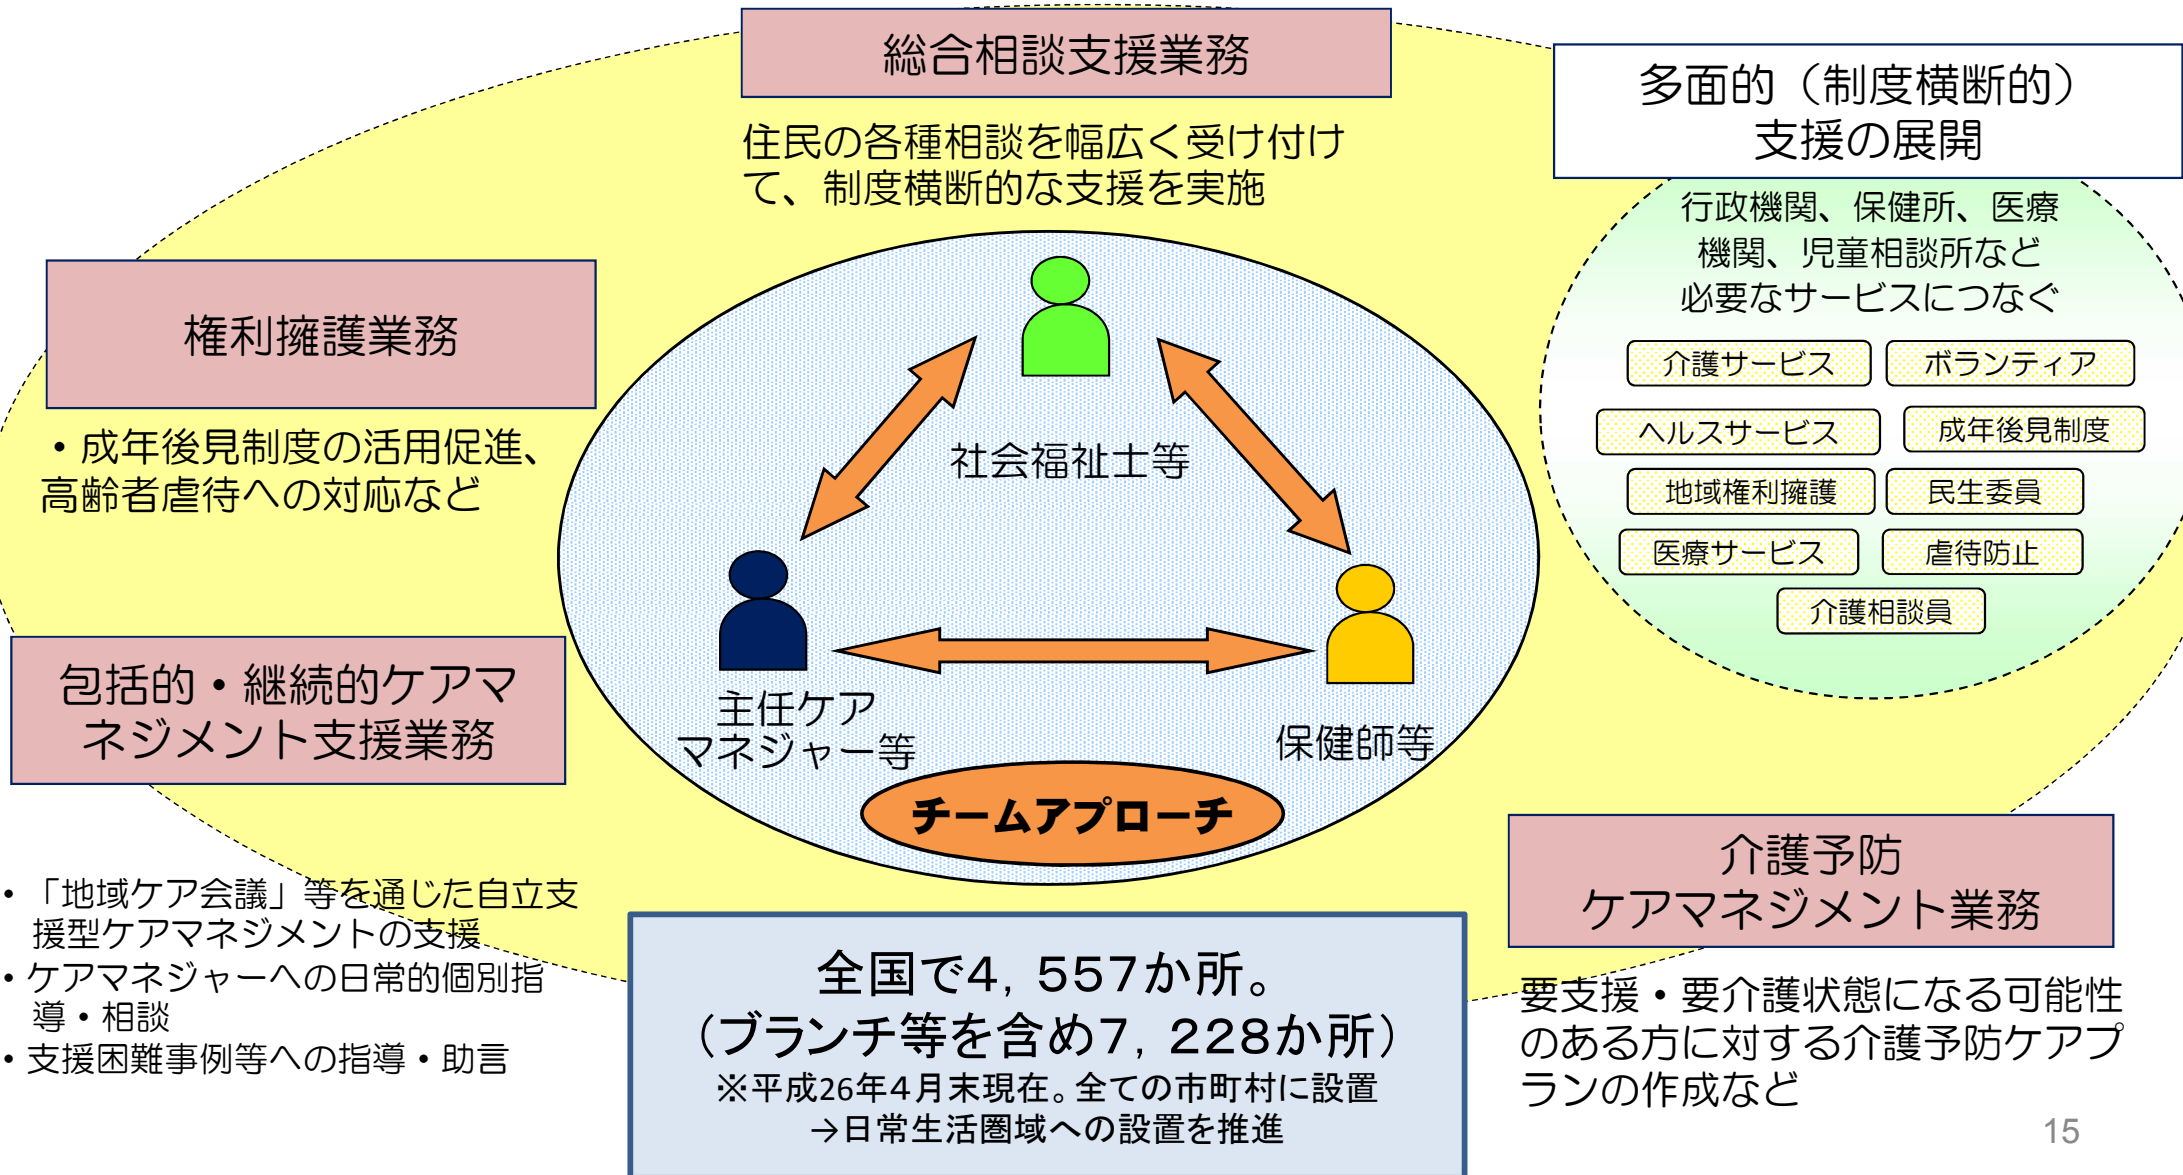 総合相談支援業務
住民の各種相談を幅広く受け付け
て、制度横断的な支援を実施
多面的（制度横断的）
支援の展開
行政機関、保健所、医療
機関、児童相談所など
必要なサービスにつなぐ
介護サービス
ボランティア
ヘルスサービス
成年後見制度
地域権利擁護
民生委員
医療サービス
虐待防止
介護相談員
権利擁護業務
・成年後見制度の活用促進、
高齢者虐待への対応など
社会福祉士等
主任ケア
マネジャー等
保健師等
チームアプローチ
包括的・継続的ケアマ
ネジメント支援業務
・「地域ケア会議」等を通じた自立支
援型ケアマネジメントの支援
・ケアマネジャーへの日常的個別指
導・相談
・支援困難事例等への指導・助言
全国で4，557か所。
（ブランチ等を含め7，228か所）
※平成26年4月末現在。全ての市町村に設置
→日常生活圏域への設置を推進
介護予防
ケアマネジメント業務
要支援・要介護状態になる可能性
のある方に対する介護予防ケアプ
ランの作成など
15